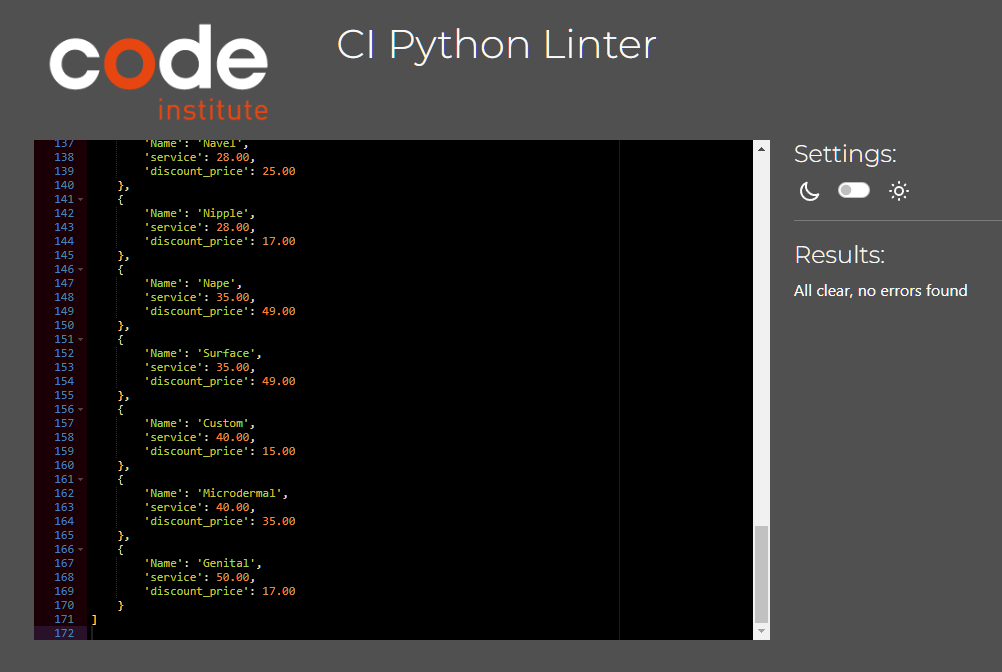 code
institute
CI Python Linter
137 'Name': 'Navel',
138 'service': 28.00,
139 'discount_price': 25.00
140 },
141 {
142 'Name': 'Nipple',
143 'service': 28.00,
144 'discount_price': 17.00
145 },
146 {
147 'Name': 'Nape',
148 'service': 35.00,
149 'discount_price': 49.00
150 },
151 {
152 'Name': 'Surface',
153 'service': 35.00,
154 'discount_price': 49.00
155 },
156 {
157 'Name': 'Custom',
158 'service': 40.00,
159 'discount_price': 15.00
160 },
161 {
162 'Name': 'Microdermal',
163 'service': 40.00,
164 'discount_price': 35.00
165 },
166 {
167 'Name': 'Genital',
168 'service': 50.00,
169 'discount_price': 17.00
170 }
171 ]
172
Settings:
Results:
All clear, no errors found